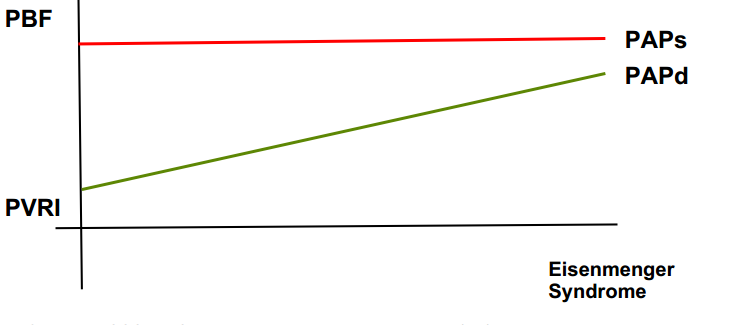 PBF
PAPs
PAPd
PVRI
Eisenmenger
Syndrome